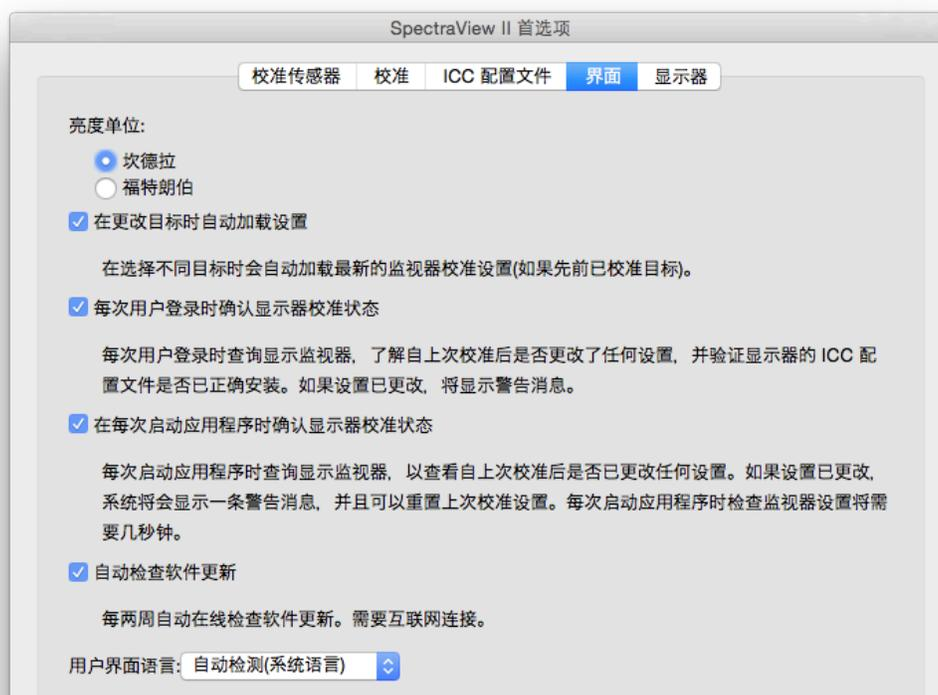 SpectraView II 首选项
校准传感器 校准 ICC 配置文件 界面 显示器
亮度单位:
坎德拉
福特朗伯
在更改目标时自动加载设置
在选择不同目标时会自动加载最新的监视器校准设置(如果先前已校准目标)。
每次用户登录时确认显示器校准状态
每次用户登录时查询显示监视器，了解自上次校准后是否更改了任何设置，并验证显示器的 ICC 配
置文件是否已正确安装。如果设置已更改，将显示警告消息。
在每次启动应用程序时确认显示器校准状态
每次启动应用程序时查询显示监视器，以查看自上次校准后是否已更改任何设置。如果设置已更改，
系统将会显示一条警告消息，并且可以重置上次校准设置。每次启动应用程序时检查监视器设置将需
要几秒钟。
自动检查软件更新
每两周自动在线检查软件更新。需要互联网连接。
用户界面语言: 自动检测(系统语言)